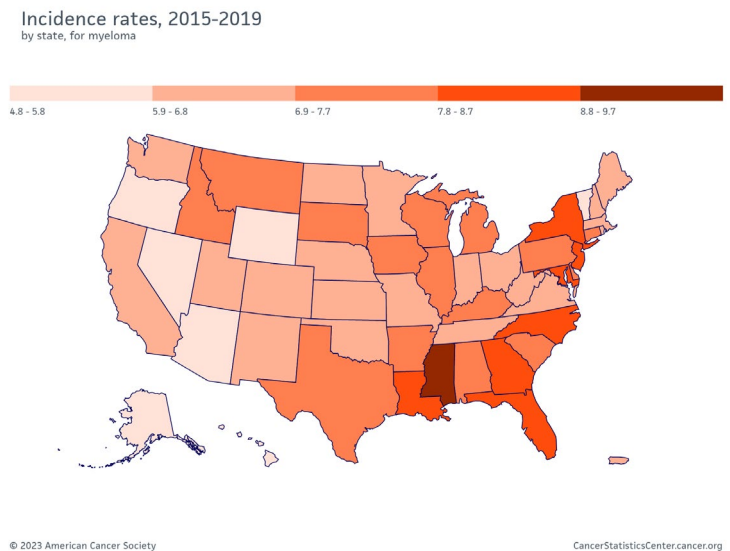 Incidence rates, 2015-2019
by state, for myeloma
4.8 - 5.8 5.9 - 6.8 6.9 - 7.7 7.8 - 8.7 8.8 - 9.7
© 2023 American Cancer Society CancerStatisticsCenter.cancer.org